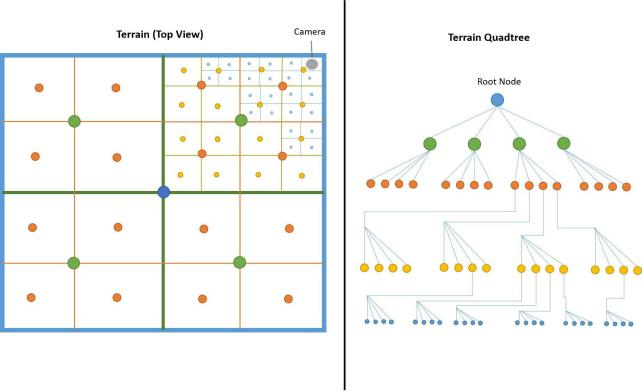 Terrain (Top View)
Camera
Terrain Quadtree
Root Node